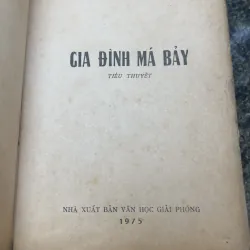 GIA ĐÌNH MÁ BẢY
TIỂU THUYẾT
NHÀ XUẤT BẢN VĂN HỌC GIẢI PHÓNG
1975